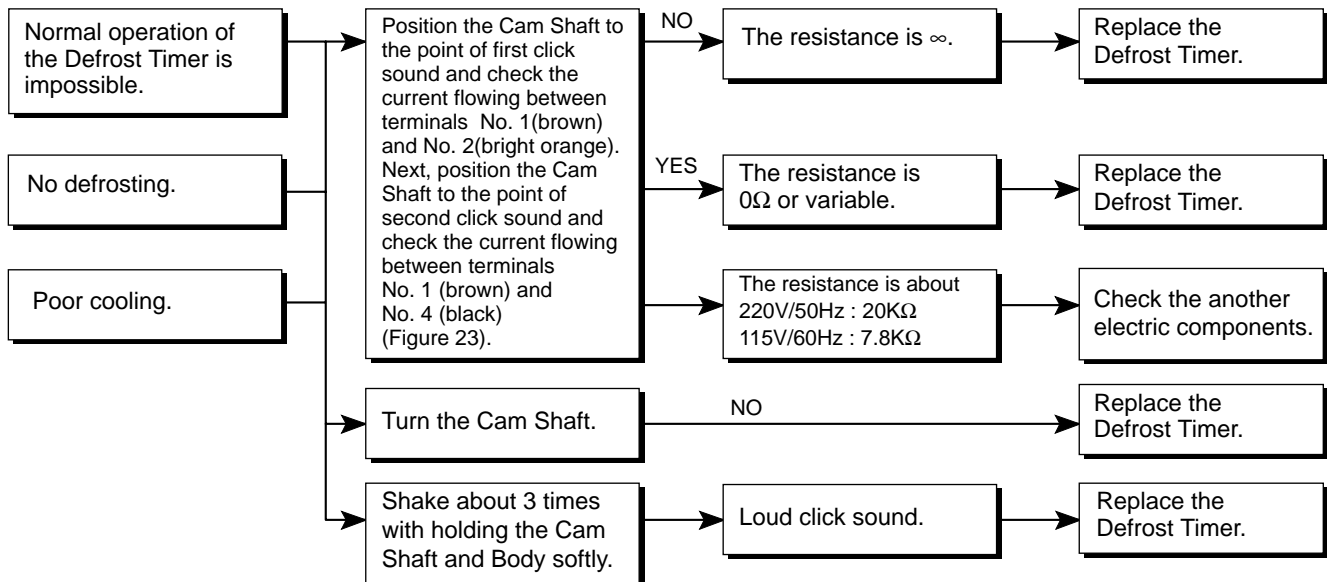 Normal operation of
the Defrost Timer is
impossible.
No defrosting.
Poor cooling.
Position the Cam Shaft to
the point of first click
sound and check the
current flowing between
terminals No. 1(brown)
and No. 2(bright orange).
Next, position the Cam
Shaft to the point of
second click sound and
check the current flowing
between terminals
No. 1 (brown) and
No. 4 (black)
(Figure 23).
NO
The resistance is ∞.
Replace the
Defrost Timer.
YES
The resistance is
0Ω or variable.
Replace the
Defrost Timer.
The resistance is about
220V/50Hz : 20KΩ
115V/60Hz : 7.8KΩ
Check the another
electric components.
Turn the Cam Shaft.
NO
Replace the
Defrost Timer.
Shake about 3 times
with holding the Cam
Shaft and Body softly.
Loud click sound.
Replace the
Defrost Timer.